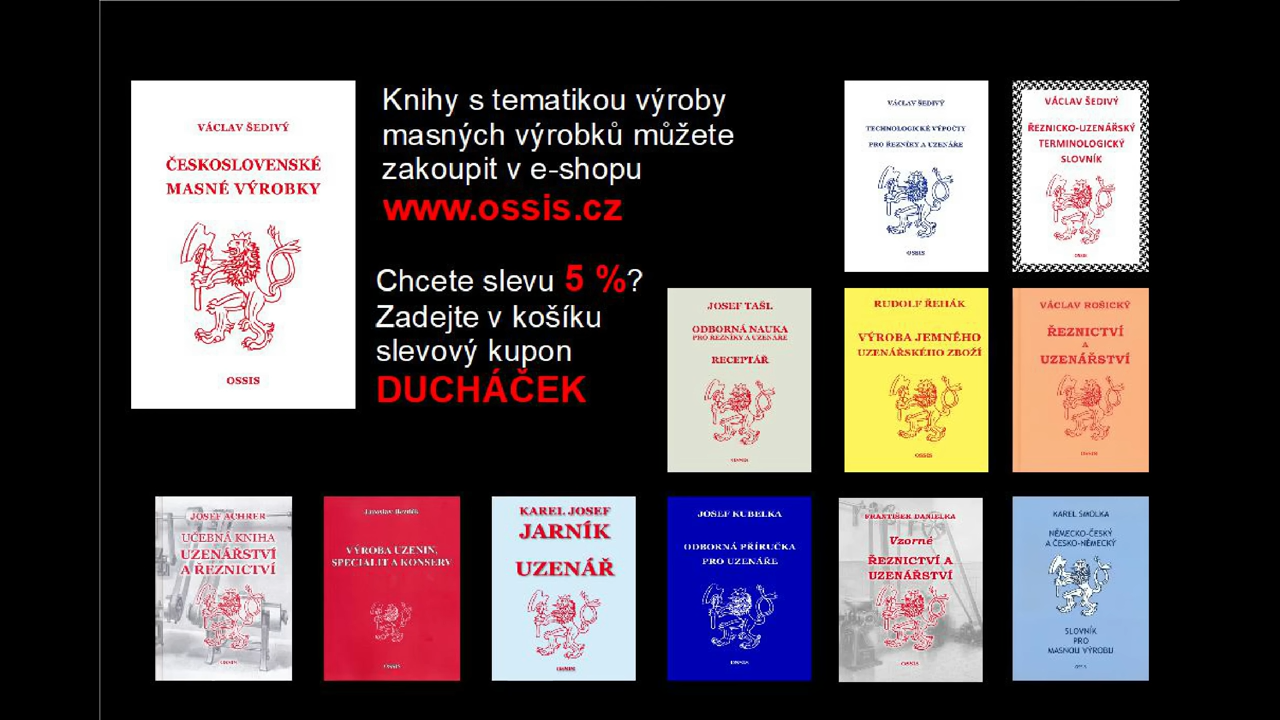 VÁCLAV ŠEDIVÝ
ČESKOSLOVENSKÉ
MASNÉ VÝROBKY
OSSIS
Knihy s tematikou výroby
masných výrobků můžete
zakoupit v e-shopu
www.ossis.cz
Chcete slevu 5 %?
Zadejte v košíku
slevový kupon
DUCHÁČEK
VÁCLAV ŠEDIVÝ
TECHNOLOGICKÉ VÝPOČTY
PRO ŘEZNÍKY A UZENÁŘE
OSSIS
VÁCLAV ŠEDIVÝ
ŘEZNICKO-UZENÁŘSKÝ
TERMINOLOGICKÝ
SLOVNÍK
OSSIS
JOSEF TAŠL
ODBORNÁ NAUKA
PRO ŘEZNÍKY A UZENÁŘE
RECEPTÁŘ
OSSIS
RUDOLF ŘEHÁK
VÝROBA JEMNÉHO
UZENÁŘSKÉHO ZBOŽÍ
OSSIS
VÁCLAV ROŠICKÝ
ŘEZNICTVÍ
A
UZENÁŘSTVÍ
OSSIS
JOSEF ACHRER
UČEBNÁ KNIHA
UZENÁŘSTVÍ
A ŘEZNICTVÍ
OSSIS
VÝROBA UZENIN,
SPECIALIT A KONSERV
OSSIS
KAREL JOSEF
JARNÍK
UZENÁŘ
OSSIS
JOSEF KUBELKA
ODBORNÁ PŘÍRUČKA
PRO UZENÁŘE
OSSIS
FRANTIŠEK DANIELKA
Vzorné
ŘEZNICTVÍ A
UZENÁŘSTVÍ
OSSIS
KAREL SMOLKA
NĚMECKO-ČESKÝ
A ČESKO-NĚMECKÝ
SLOVNÍK
PRO
MASNOU VÝROBU
OSSIS